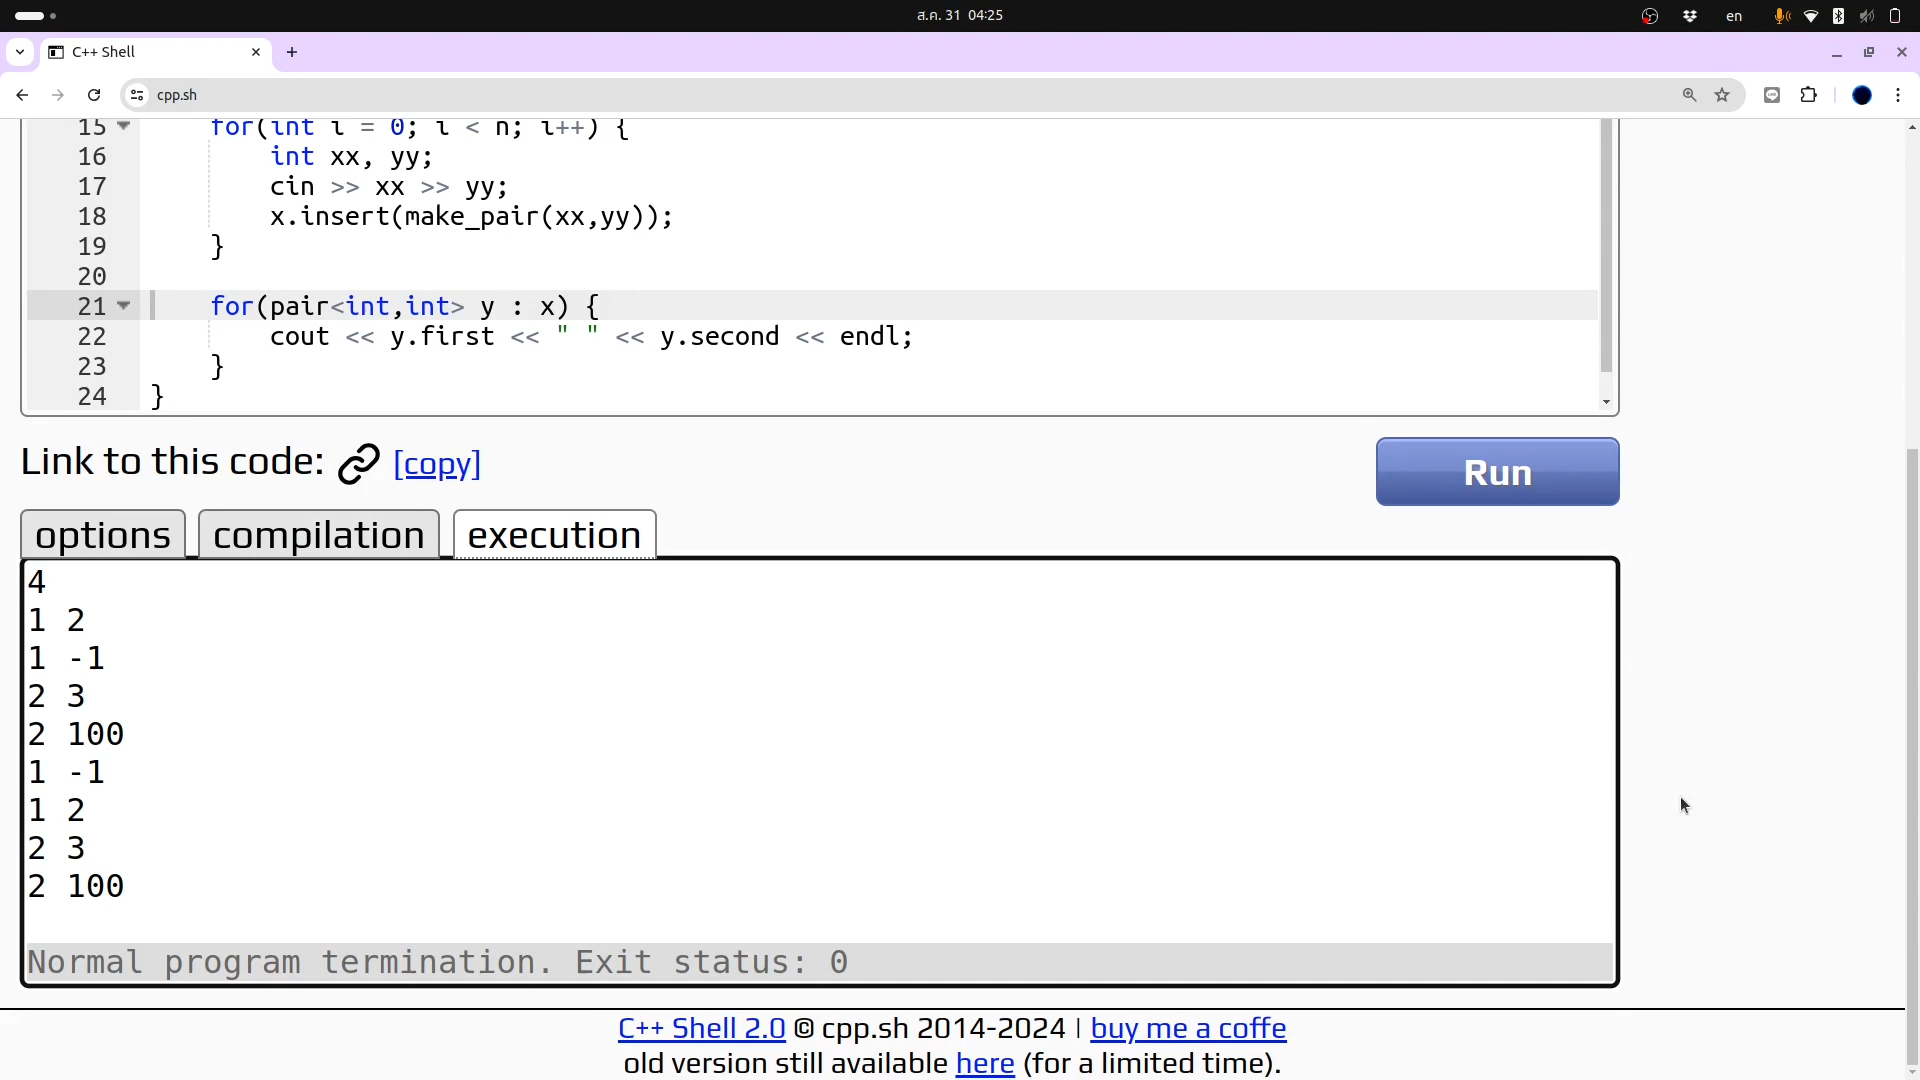 ส.ค. 31 04:25
en
C++ Shell
cpp.sh
15 for(int i = 0; i < n; i++) {
16 int xx, yy;
17 cin >> xx >> yy;
18 x.insert(make_pair(xx,yy));
19 }
20
21 for(pair<int,int> y : x) {
22 cout << y.first << " " << y.second << endl;
23 }
24 }
Link to this code: [copy]
Run
options compilation execution
4
1 2
1 -1
2 3
2 100
1 -1
1 2
2 3
2 100
Normal program termination. Exit status: 0
C++ Shell 2.0 © cpp.sh 2014-2024 | buy me a coffe
old version still available here (for a limited time).